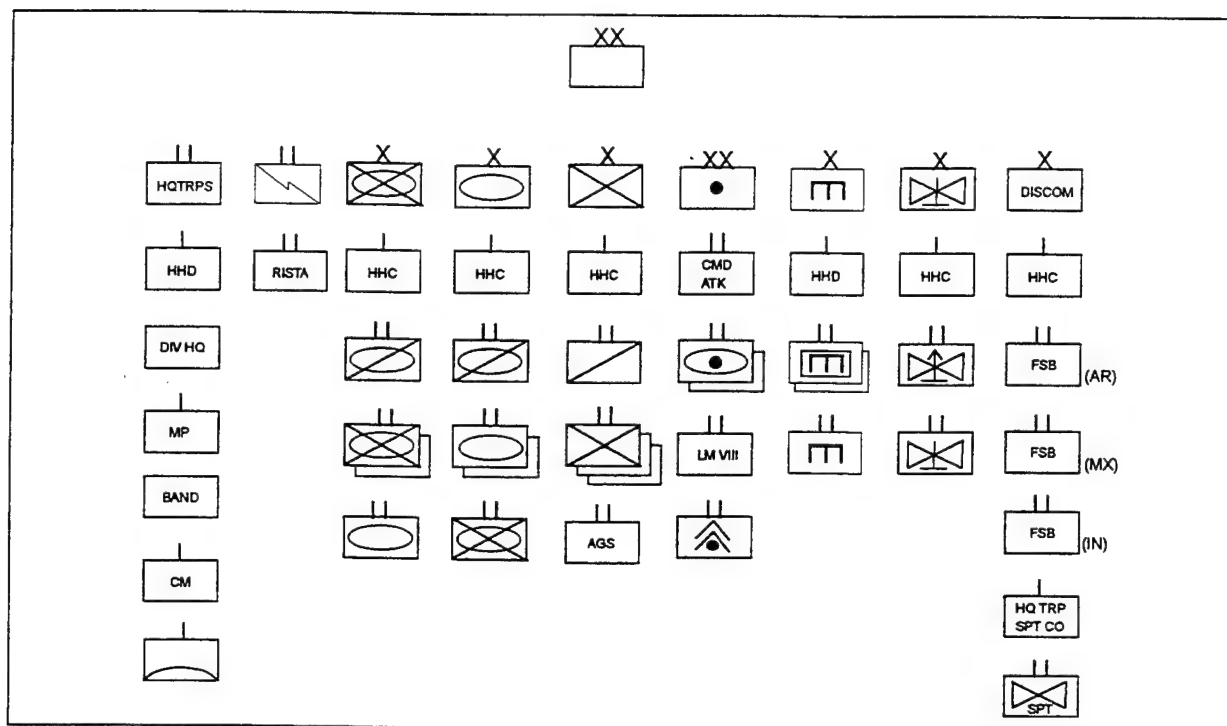 XX
HQTRPS
X
X
X
XX
X
X
X
DISCOM
HHD
RISTA
HHC
HHC
HHC
CMD
ATK
HHD
HHC
HHC
DIV HQ
FSB
(AR)
MP
LM VIII
FSB
(MX)
BAND
AGS
FSB
(IN)
CM
HQ TRP
SPT CO
SPT